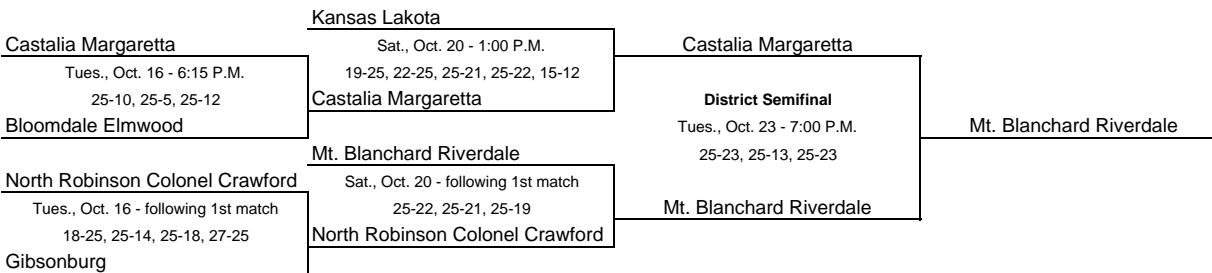 Kansas Lakota
Castalia Margaretta
Sat., Oct. 20 - 1:00 P.M.
Castalia Margaretta
Tues., Oct. 16 - 6:15 P.M.
19-25, 22-25, 25-21, 25-22, 15-12
25-10, 25-5, 25-12
Castalia Margaretta
District Semifinal
Bloomdale Elmwood
Tues., Oct. 23 - 7:00 P.M.
Mt. Blanchard Riverdale
Mt. Blanchard Riverdale
25-23, 25-13, 25-23
North Robinson Colonel Crawford
Sat., Oct. 20 - following 1st match
Tues., Oct. 16 - following 1st match
25-22, 25-21, 25-19
Mt. Blanchard Riverdale
18-25, 25-14, 25-18, 27-25
North Robinson Colonel Crawford
Gibsonburg